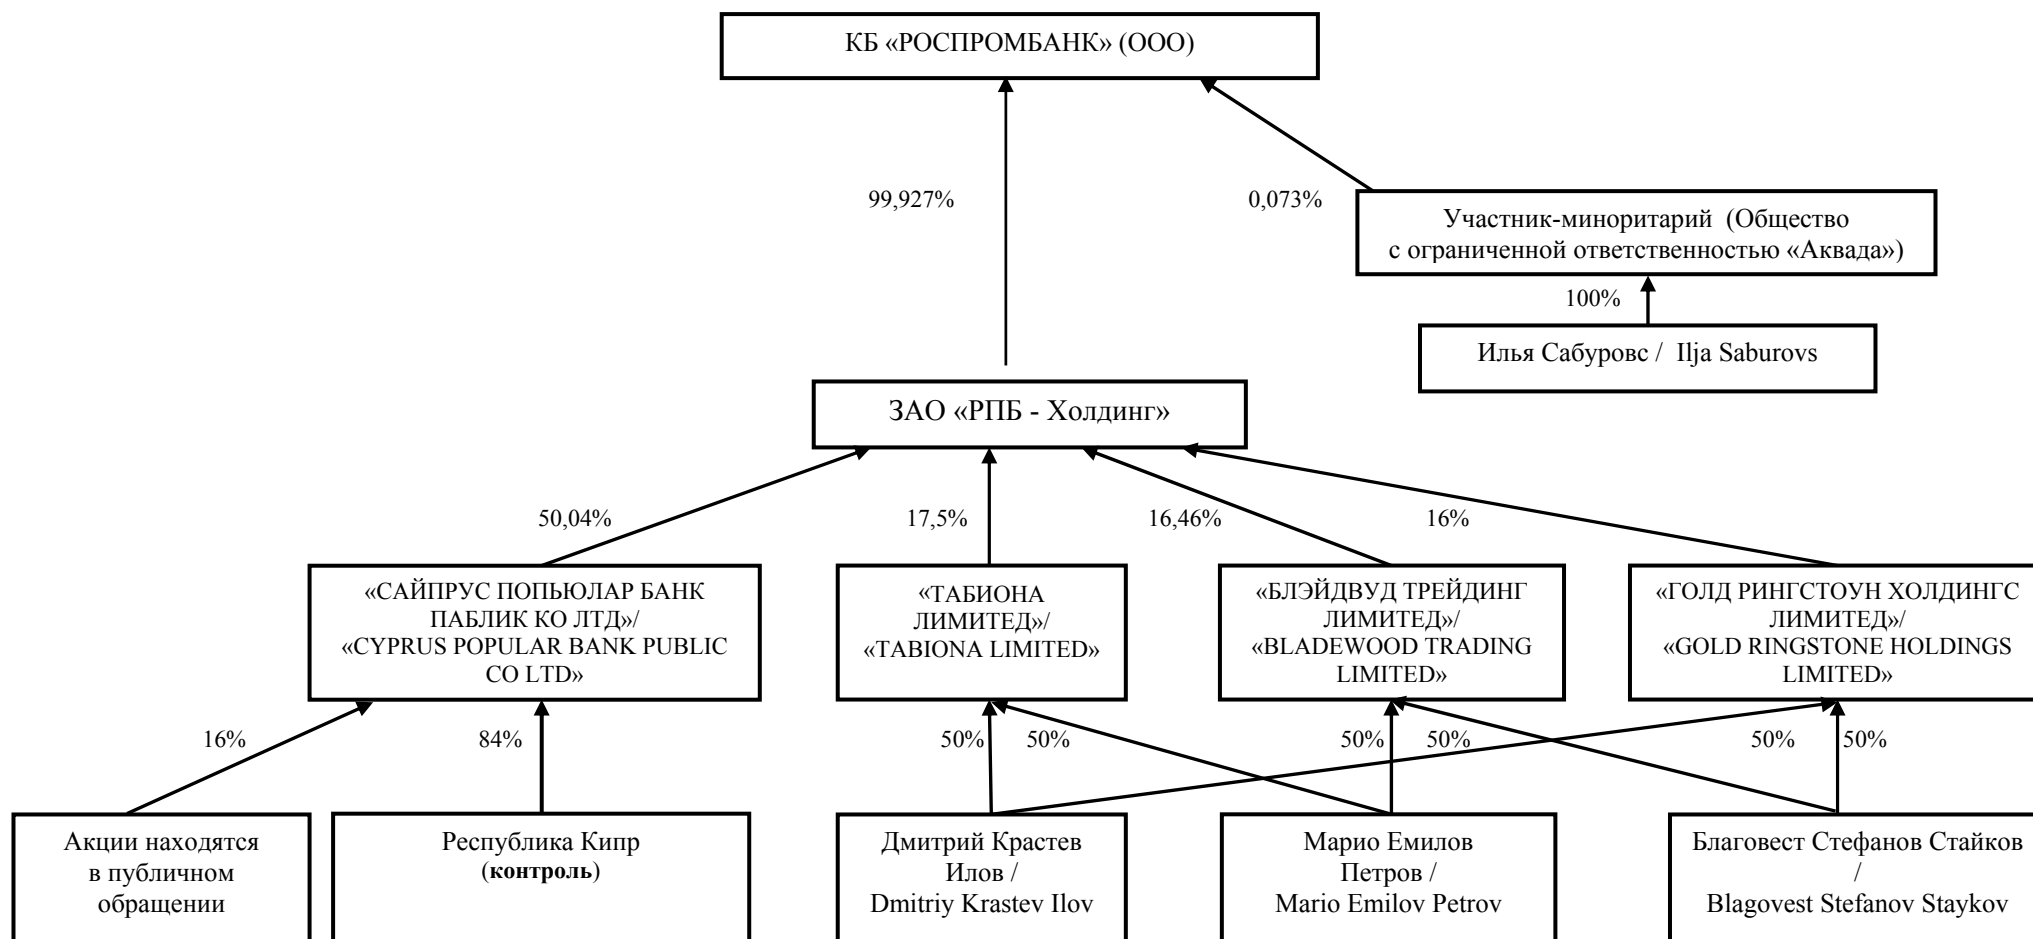 КБ «РОСПРОМБАНК» (ООО)
99,927%
0,073%
Участник-миноритарий (Общество
с ограниченной ответственностью «Аквада»)
100%
Илья Сабуровс / Ilja Saburovs
ЗАО «РПБ - Холдинг»
50,04%
17,5%
16,46%
16%
«САЙПРУС ПОПЬЮЛАР БАНК
ПАБЛИК КО ЛТД»/
«CYPRUS POPULAR BANK PUBLIC
CO LTD»
«ТАБИОНА
ЛИМИТЕД»/
«TABIONA LIMITED»
«БЛЭЙДВУД ТРЕЙДИНГ
ЛИМИТЕД»/
«BLADEWOOD TRADING
LIMITED»
«ГОЛД РИНГСТОУН ХОЛДИНГС
ЛИМИТЕД»/
«GOLD RINGSTONE HOLDINGS
LIMITED»
16%
84%
50%
50%
50%
50%
50%
50%
Акции находятся
в публичном
обращении
Республика Кипр
(контроль)
Дмитрий Крастев
Илов /
Dmitriy Krastev Ilov
Марио Емилов
Петров /
Mario Emilov Petrov
Благовест Стефанов Стайков
/
Blagovest Stefanov Staykov